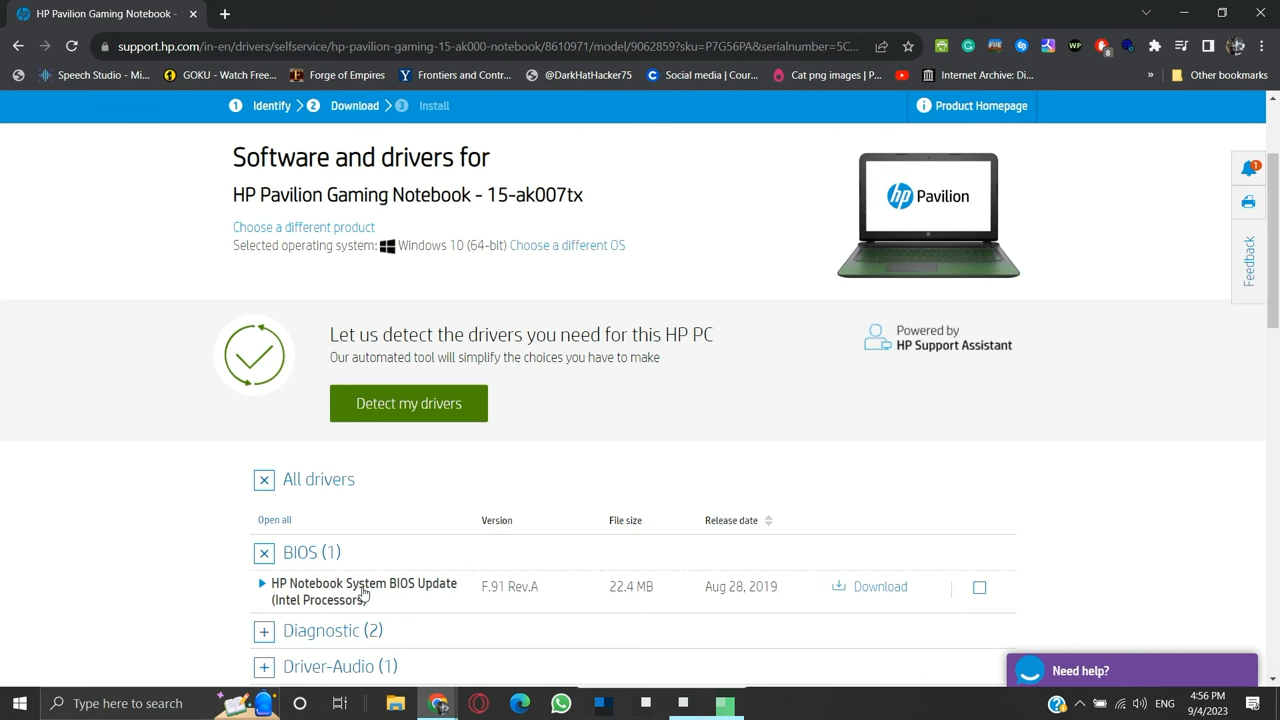 HP Pavilion Gaming Notebook -
support.hp.com/in-en/drivers/selfservice/hp-pavilion-gaming-15-ak000-notebook/8610971/model/9062859?sku=P7G56PA&serialnumber=5C...
8
Speech Studio - Mi...
GOKU - Watch Free...
Forge of Empires
Frontiers and Contr...
@DarkHatHacker75
Social media | Cour...
Cat png images | P...
Internet Archive: Di...
»
Other bookmarks
1 Identify 2 Download 3 Install
Product Homepage
Software and drivers for
HP Pavilion Gaming Notebook - 15-ak007tx
Choose a different product
Selected operating system: Windows 10 (64-bit) Choose a different OS
hp Pavilion
1
Feedback
Let us detect the drivers you need for this HP PC
Our automated tool will simplify the choices you have to make
Detect my drivers
Powered by
HP Support Assistant
All drivers
Open all Version File size Release date
BIOS (1)
HP Notebook System BIOS Update
(Intel Processors)
F.91 Rev.A 22.4 MB Aug 28, 2019 Download
Diagnostic (2)
Driver-Audio (1)
Need help?
Type here to search
ENG
4:56 PM
9/4/2023